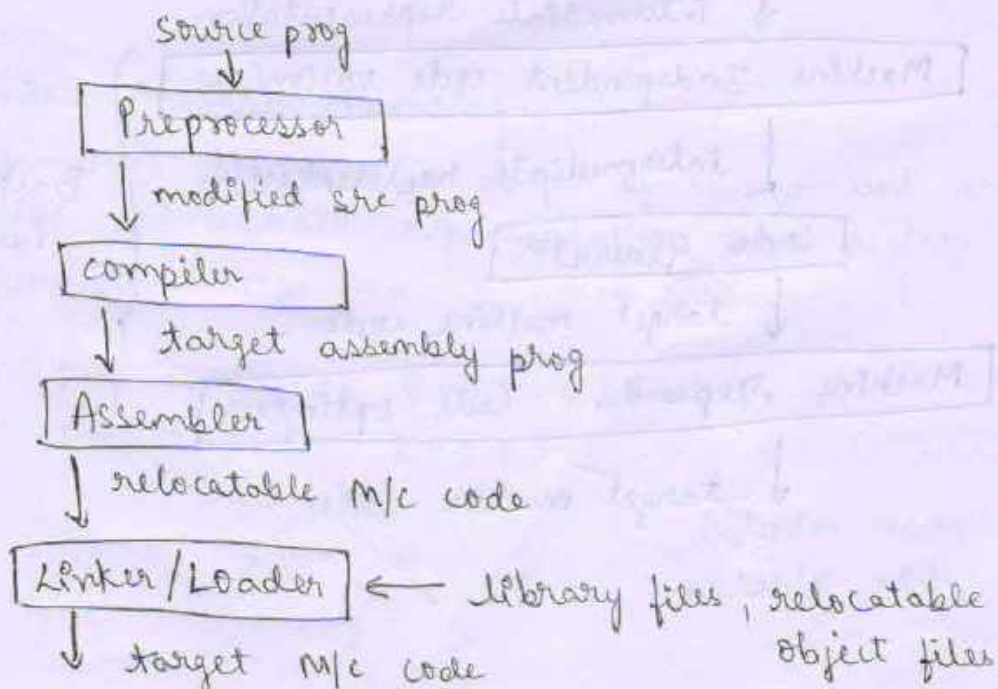 source prog
Preprocessor
modified src prog
compiler
target assembly prog
Assembler
relocatable M/c code
Linker/Loader
library files, relocatable
object files
target M/c code